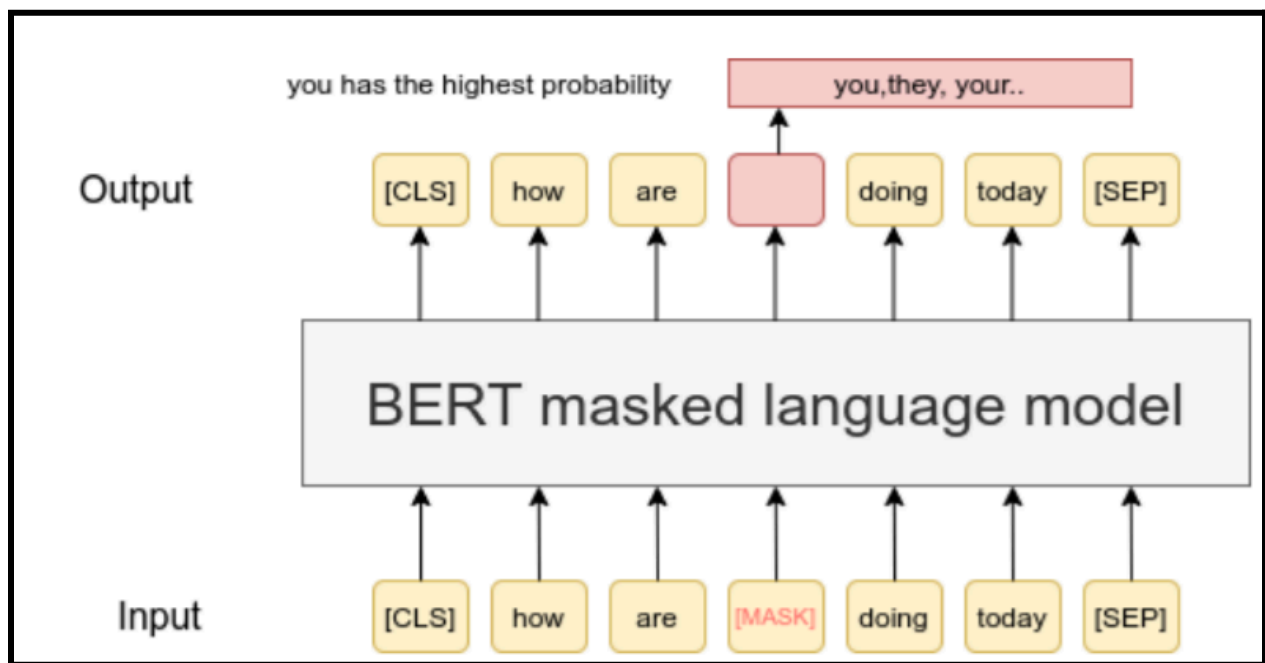 you has the highest probability you,they, your..
Output [CLS] how are doing today [SEP]
BERT masked language model
Input [CLS] how are [MASK] doing today [SEP]